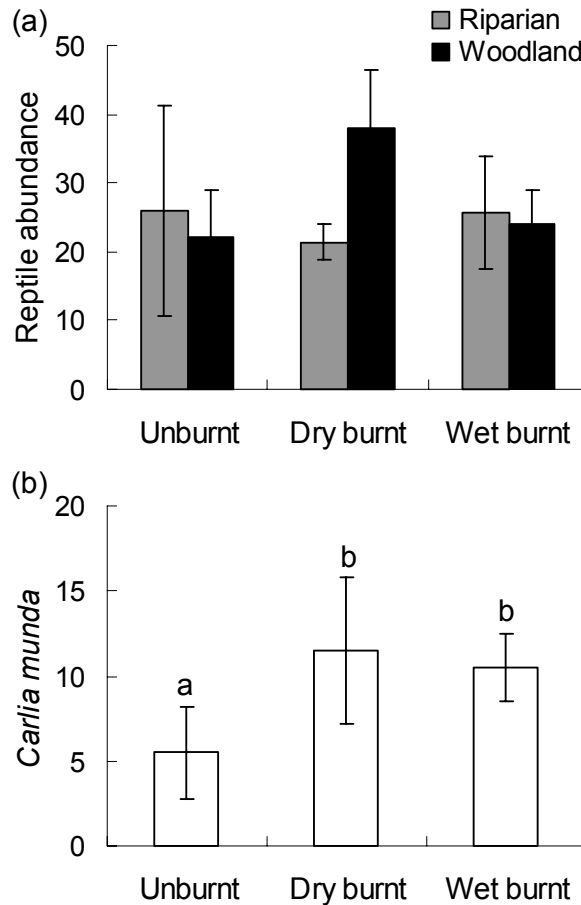 (a)
Riparian
Woodland
Reptile abundance
50
40
30
20
10
0
Unburnt Dry burnt Wet burnt
(b)
Carlia munda
20
15
10
5
0
a
b
b
Unburnt Dry burnt Wet burnt